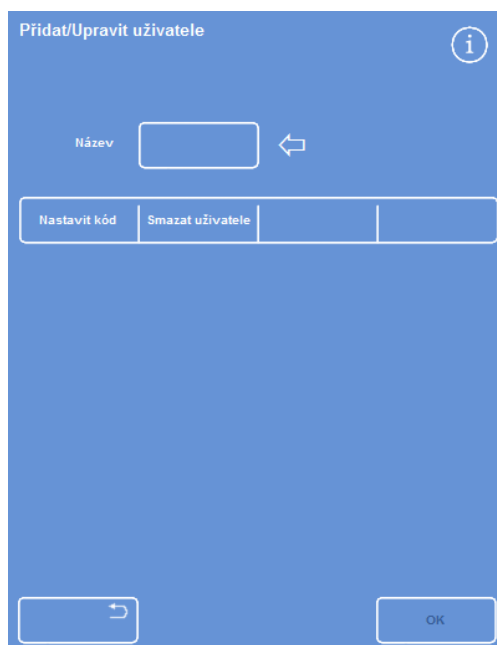 Přidat/Upravit uživatele
i
Název
Nastavit kód Smazat uživatele
OK